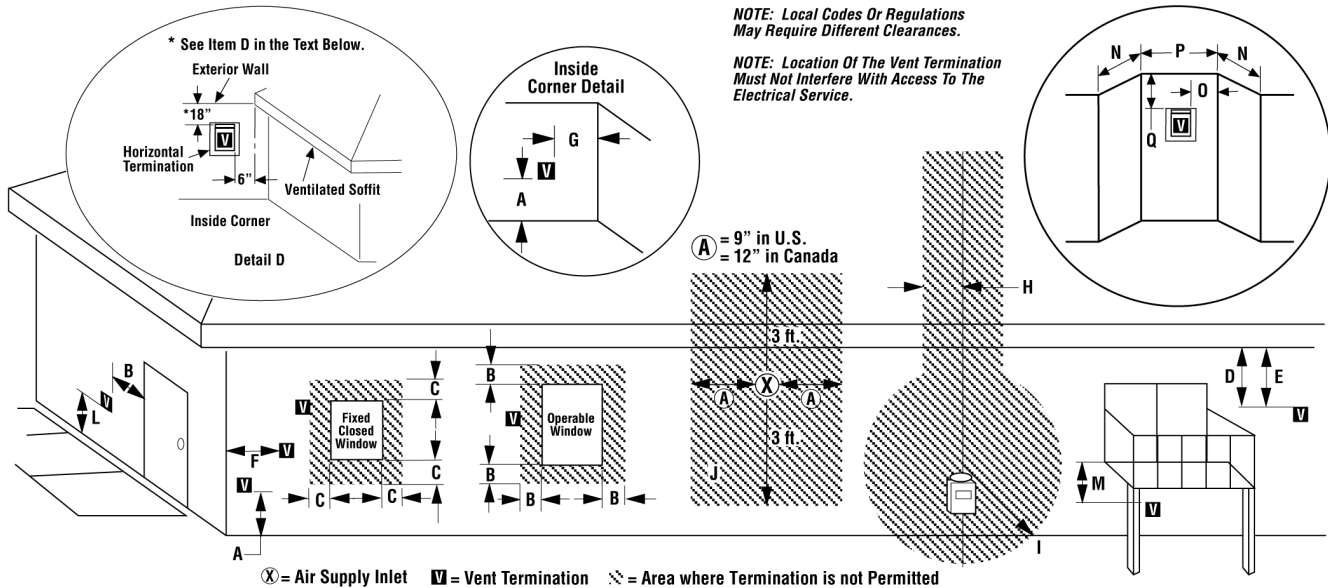 * See Item D in the Text Below.
Exterior Wall
*18"
V
Horizontal
Termination
6"
Ventilated Soffit
Inside Corner
Detail D
Inside
Corner Detail
G
V
A
NOTE: Local Codes Or Regulations
May Require Different Clearances.
NOTE: Location Of The Vent Termination
Must Not Interfere With Access To The
Electrical Service.
N P N
O
Q
V
A = 9" in U.S.
= 12" in Canada
H
3 ft.
A X A
3 ft.
J
I
B
V
L
F
V
V
A
V
Fixed
Closed
Window
C
C
C C
V
Operable
Window
B
B
B B
D E
V
M
V
X = Air Supply Inlet V = Vent Termination = Area where Termination is not Permitted